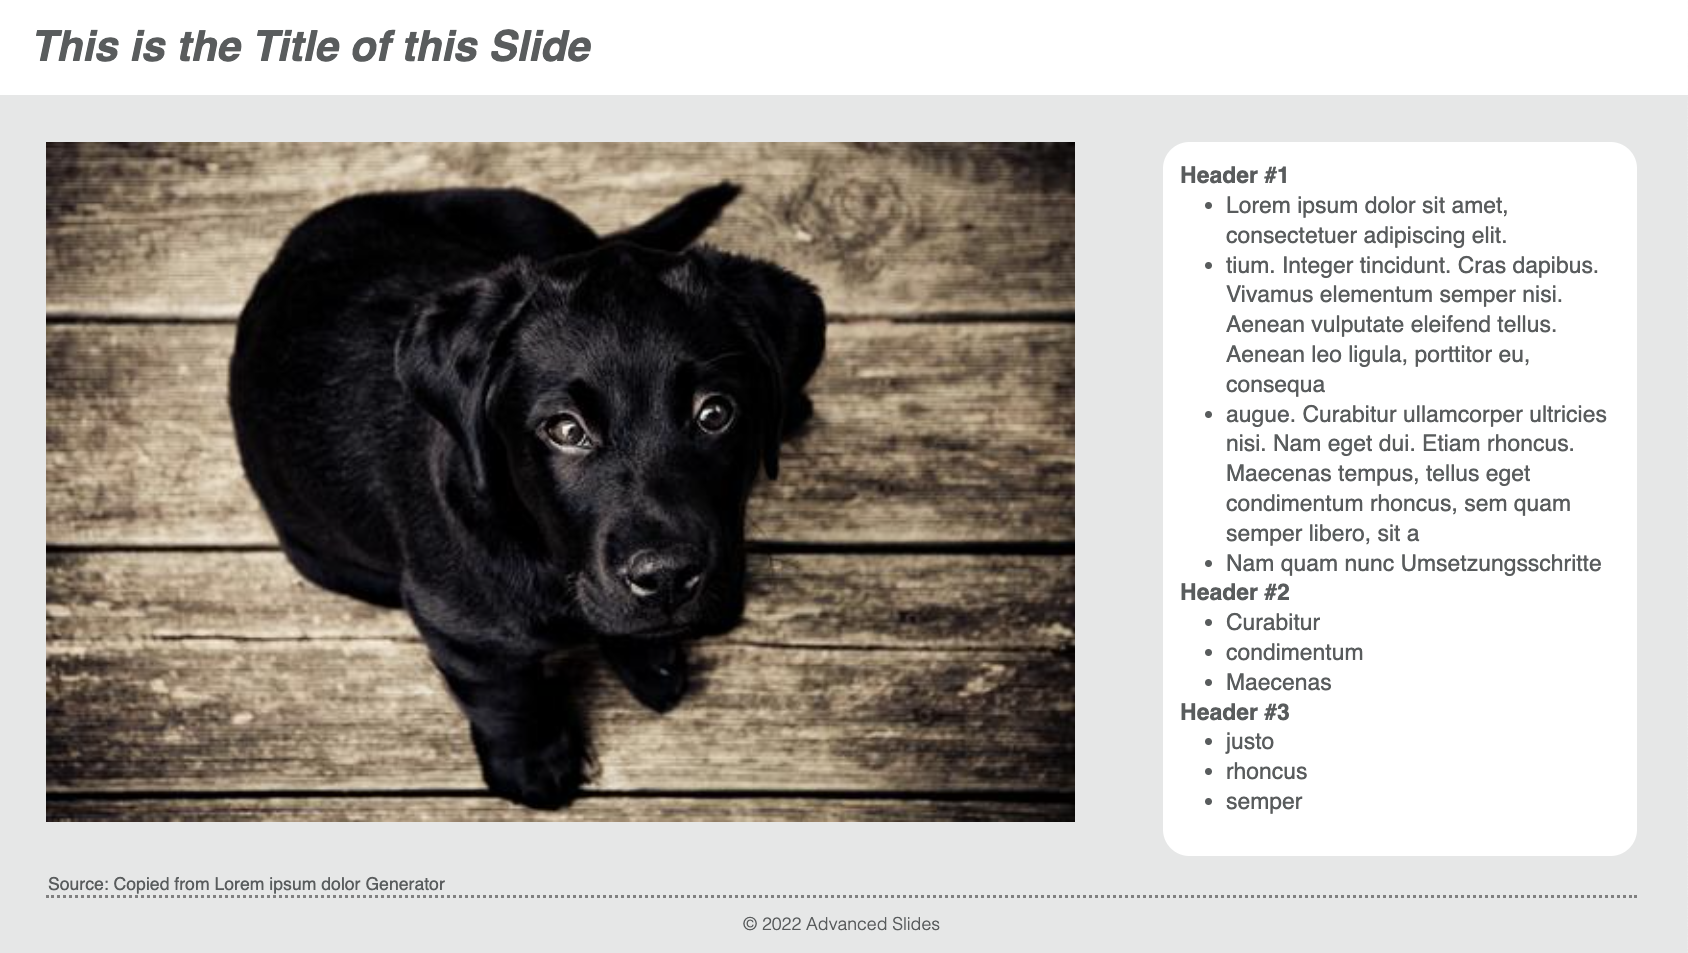 This is the Title of this Slide
Header #1
• Lorem ipsum dolor sit amet,
consectetuer adipiscing elit.
• tium. Integer tincidunt. Cras dapibus.
Vivamus elementum semper nisi.
Aenean vulputate eleifend tellus.
Aenean leo ligula, porttitor eu,
consequa
• augue. Curabitur ullamcorper ultricies
nisi. Nam eget dui. Etiam rhoncus.
Maecenas tempus, tellus eget
condimentum rhoncus, sem quam
semper libero, sit a
• Nam quam nunc Umsetzungsschritte
Header #2
• Curabitur
• condimentum
• Maecenas
Header #3
• justo
• rhoncus
• semper
Source: Copied from Lorem ipsum dolor Generator
© 2022 Advanced Slides